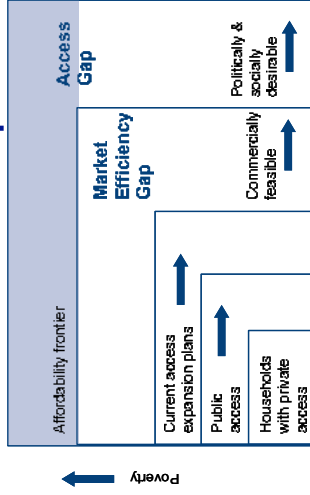 Access
Gap
Affordability frontier
Market
Efficiency
Gap
Politically &
socially
desirable
Commercially
feasible
Current access
expansion plans
Public
access
Households
with private
access
Poverty